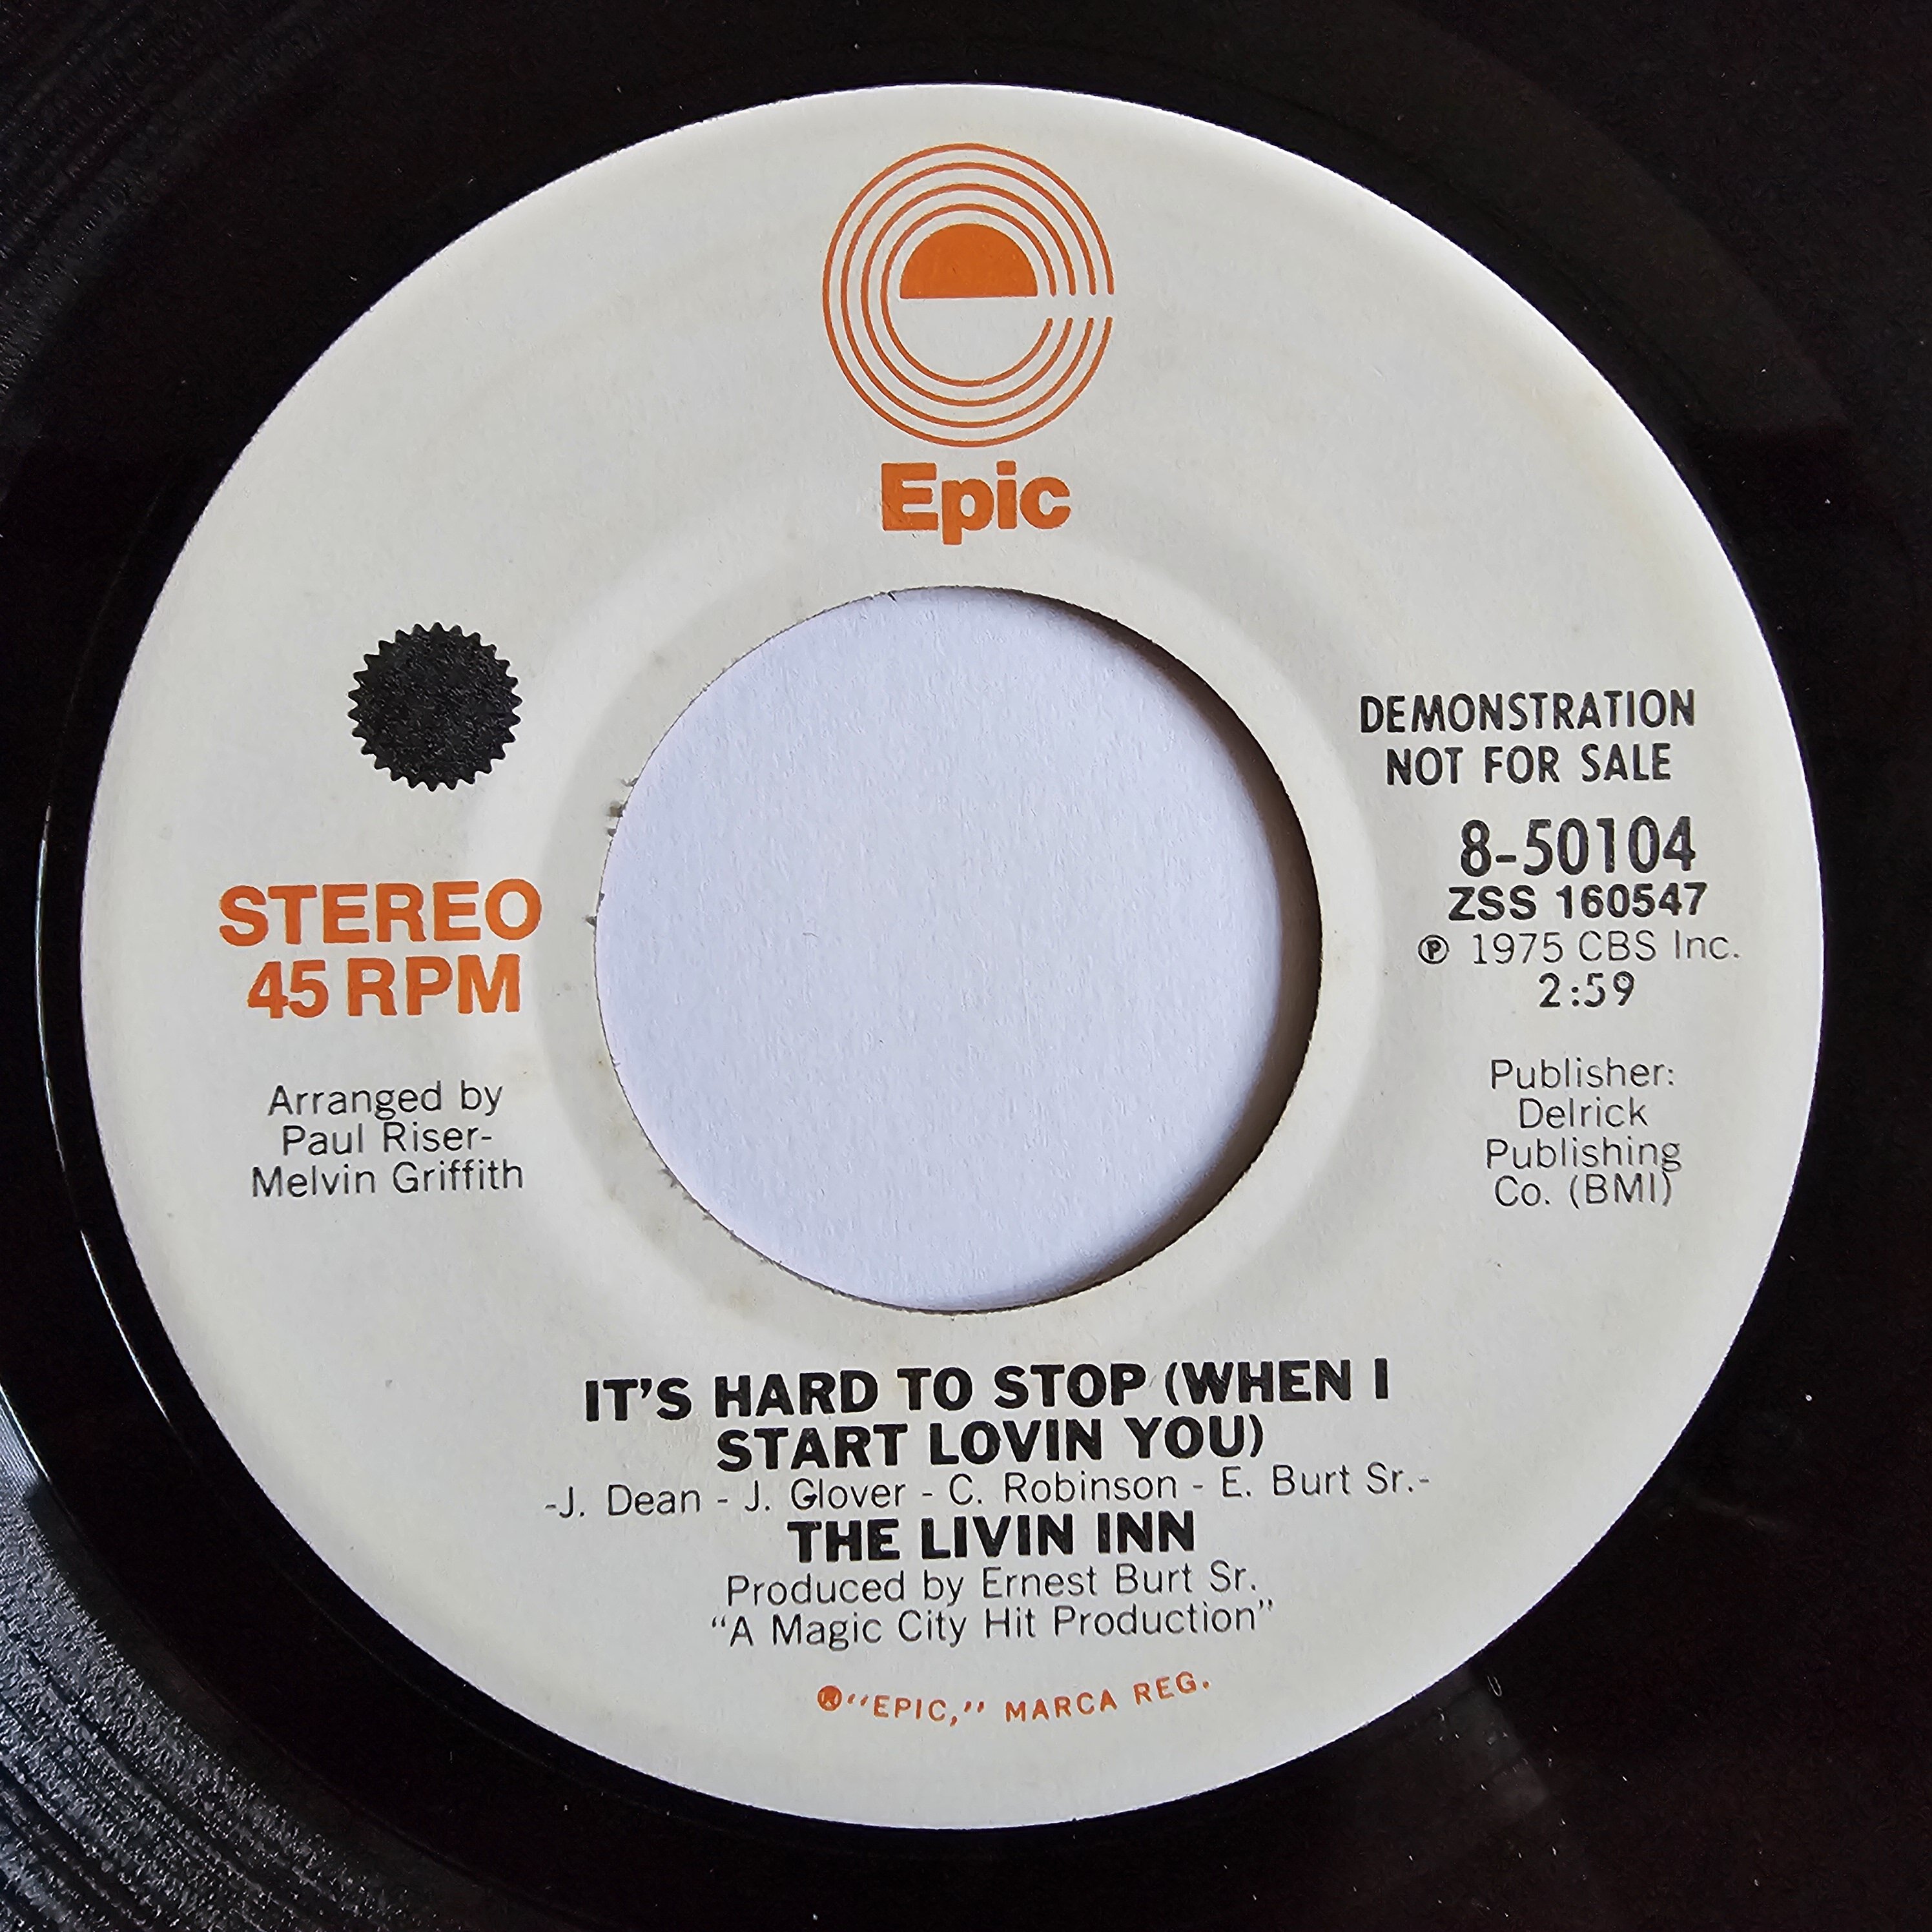 Epic
DEMONSTRATION
NOT FOR SALE
8-50104
ZSS 160547
℗ 1975 CBS Inc.
2:59
STEREO
45 RPM
Arranged by
Paul Riser-
Melvin Griffith
Publisher:
Delrick
Publishing
Co. (BMI)
IT'S HARD TO STOP (WHEN I
START LOVIN YOU)
-J. Dean - J. Glover - C. Robinson - E. Burt Sr.-
THE LIVIN INN
Produced by Ernest Burt Sr.
“A Magic City Hit Production”
“EPIC,” MARCA REG.